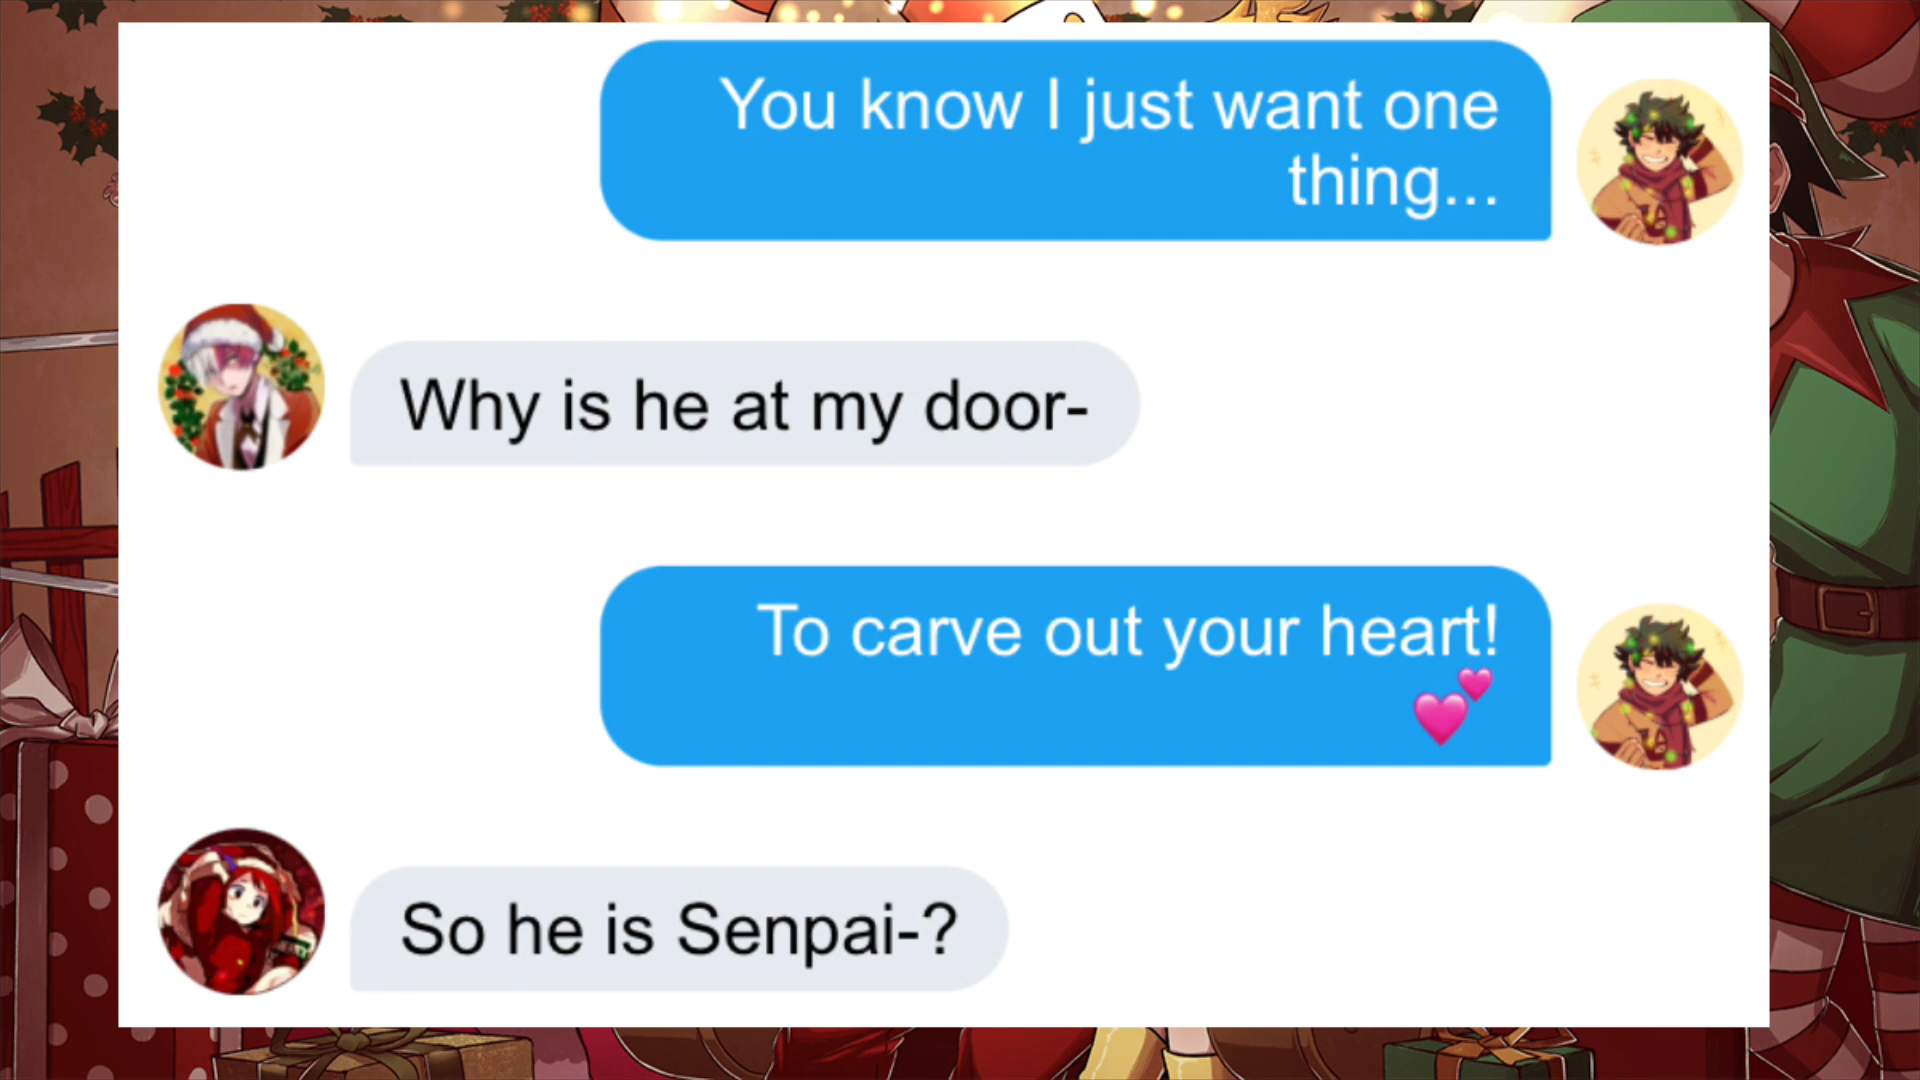 You know I just want one
thing...
Why is he at my door-
To carve out your heart!
💕
So he is Senpai-?